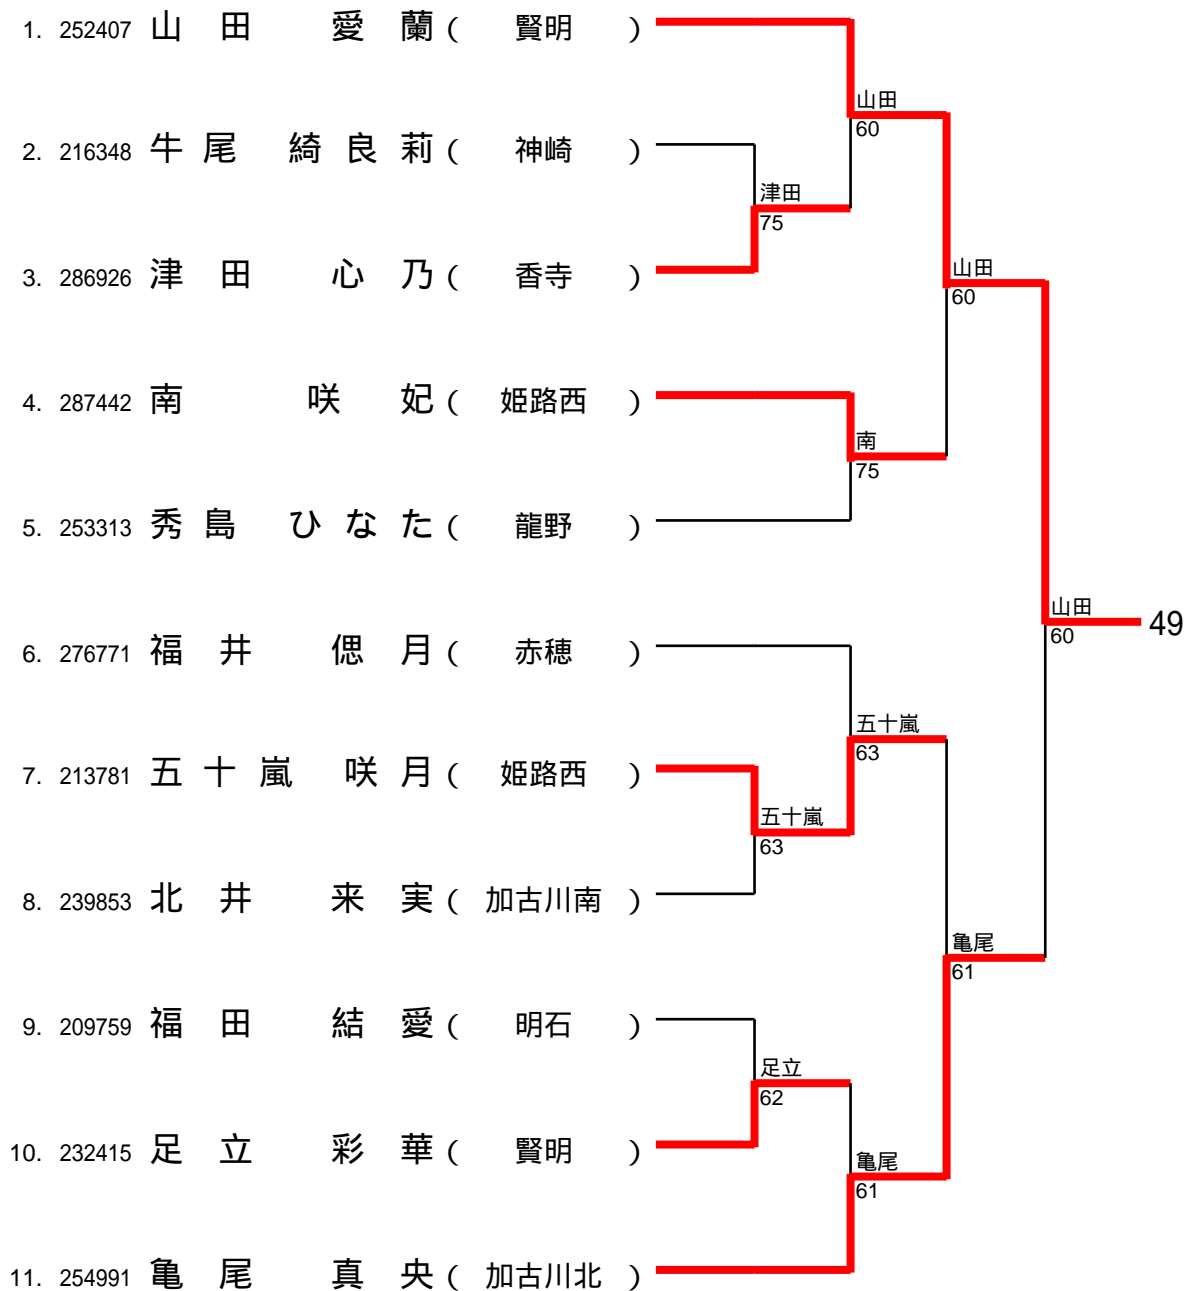 1. 252407 山田 愛蘭 ( 賢明 )
山田
60
2. 216348 牛尾 綺良莉 ( 神崎 )
津田
75
3. 286926 津田 心乃 ( 香寺 )
山田
60
4. 287442 南 咲妃 ( 姫路西 )
南
75
5. 253313 秀島 ひなた ( 龍野 )
山田
60
49
6. 276771 福井 偲月 ( 赤穂 )
五十嵐
63
7. 213781 五十嵐 咲月 ( 姫路西 )
五十嵐
63
8. 239853 北井 来実 ( 加古川南 )
亀尾
61
9. 209759 福田 結愛 ( 明石 )
足立
62
10. 232415 足立 彩華 ( 賢明 )
亀尾
61
11. 254991 亀尾 真央 ( 加古川北 )